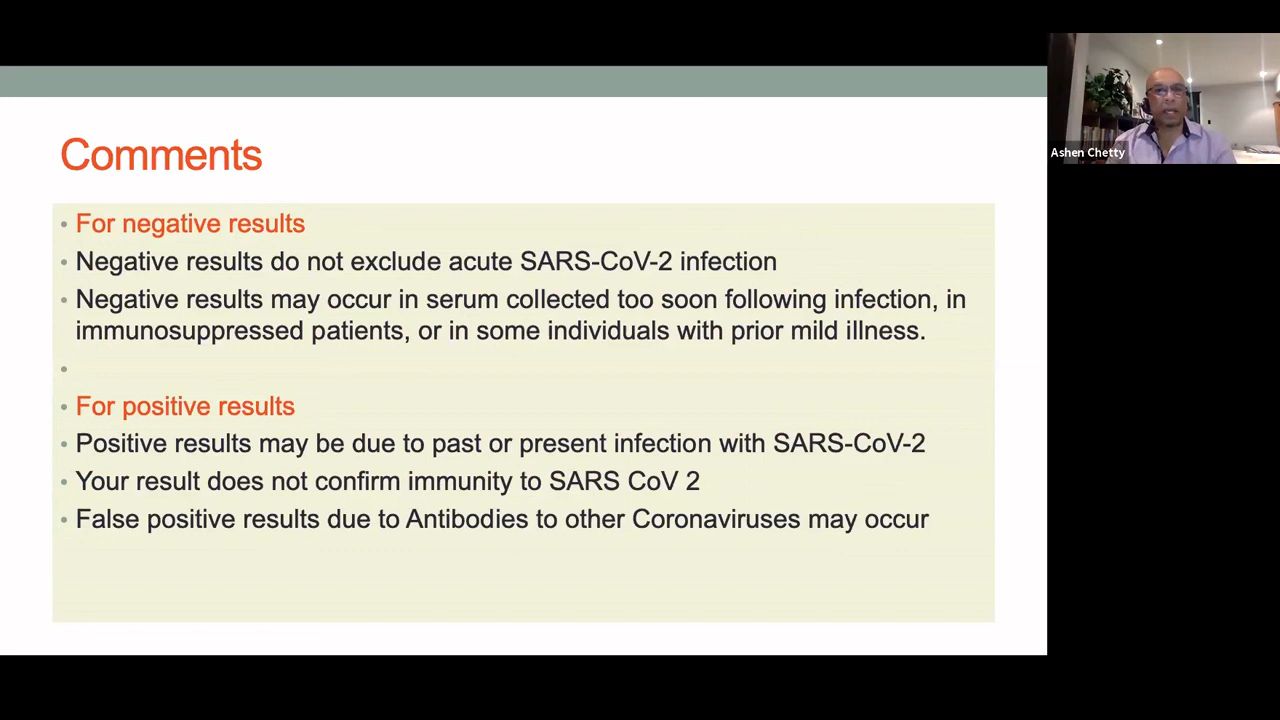 Comments
• For negative results
• Negative results do not exclude acute SARS-CoV-2 infection
• Negative results may occur in serum collected too soon following infection, in
immunosuppressed patients, or in some individuals with prior mild illness.
•
• For positive results
• Positive results may be due to past or present infection with SARS-CoV-2
• Your result does not confirm immunity to SARS CoV 2
• False positive results due to Antibodies to other Coronaviruses may occur
Ashen Chetty